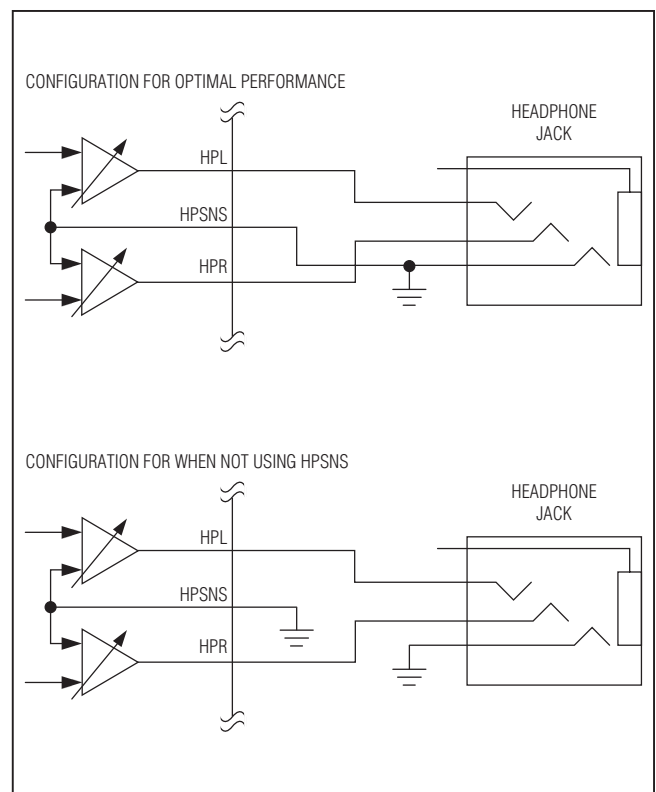 CONFIGURATION FOR OPTIMAL PERFORMANCE
HEADPHONE
JACK
HPL
HPSNS
HPR
CONFIGURATION FOR WHEN NOT USING HPSNS
HEADPHONE
JACK
HPL
HPSNS
HPR